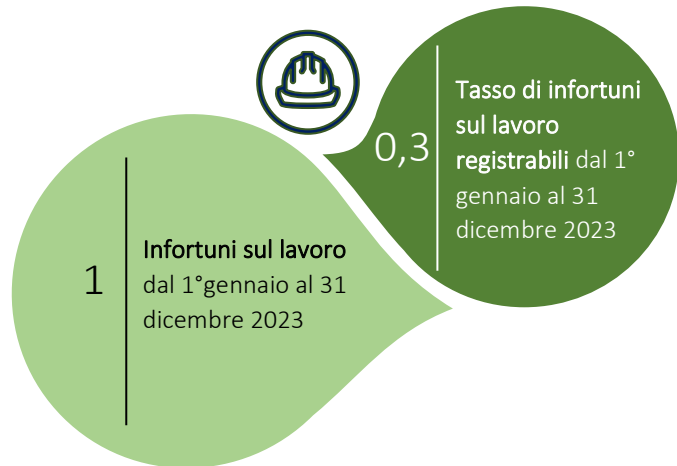 1
Infortuni sul lavoro
dal 1°gennaio al 31
dicembre 2023
0,3
Tasso di infortuni
sul lavoro
registrabili dal 1°
gennaio al 31
dicembre 2023